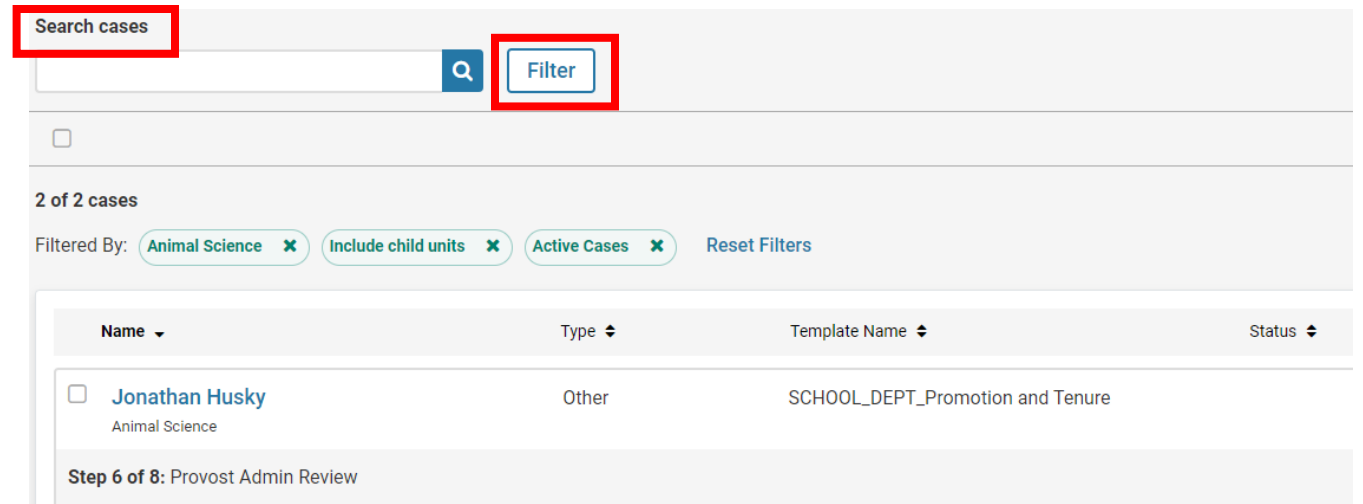 Search cases
Filter
2 of 2 cases
Filtered By: Animal Science ✖ Include child units ✖ Active Cases ✖ Reset Filters
Name Type Template Name Status
Jonathan Husky Other SCHOOL_DEPT_Promotion and Tenure
Animal Science
Step 6 of 8: Provost Admin Review